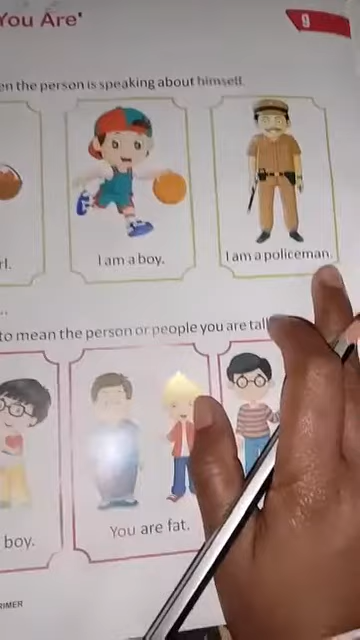 You Are'
9
en the person is speaking about himself.
rl.
I am a boy.
I am a policeman.
to mean the person or people you are tal
boy.
You are fat.
RIMER